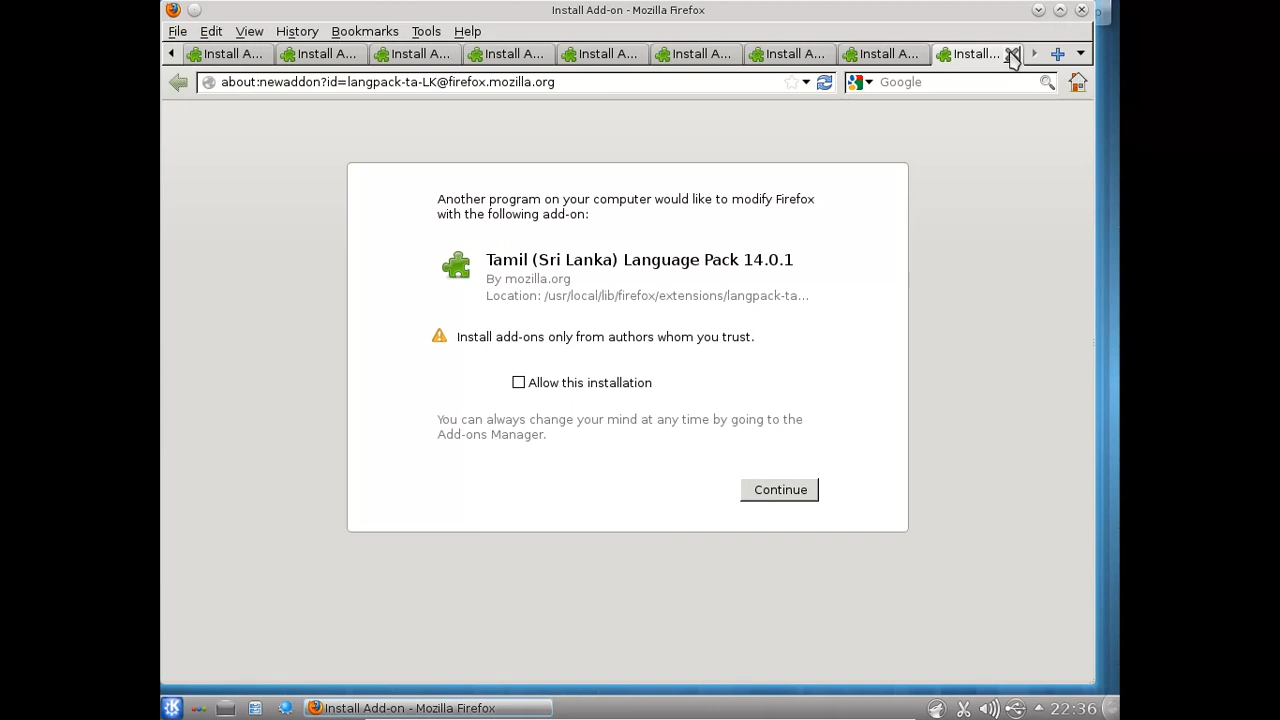 Install Add-on - Mozilla Firefox
File Edit View History Bookmarks Tools Help
Install A... Install A... Install A... Install A... Install A... Install A... Install A... Install A... Install...
about:newaddon?id=langpack-ta-LK@firefox.mozilla.org Google
Another program on your computer would like to modify Firefox
with the following add-on:
Tamil (Sri Lanka) Language Pack 14.0.1
By mozilla.org
Location: /usr/local/lib/firefox/extensions/langpack-ta...
Install add-ons only from authors whom you trust.
Allow this installation
You can always change your mind at any time by going to the
Add-ons Manager.
Continue
Install Add-on - Mozilla Firefox 22:36